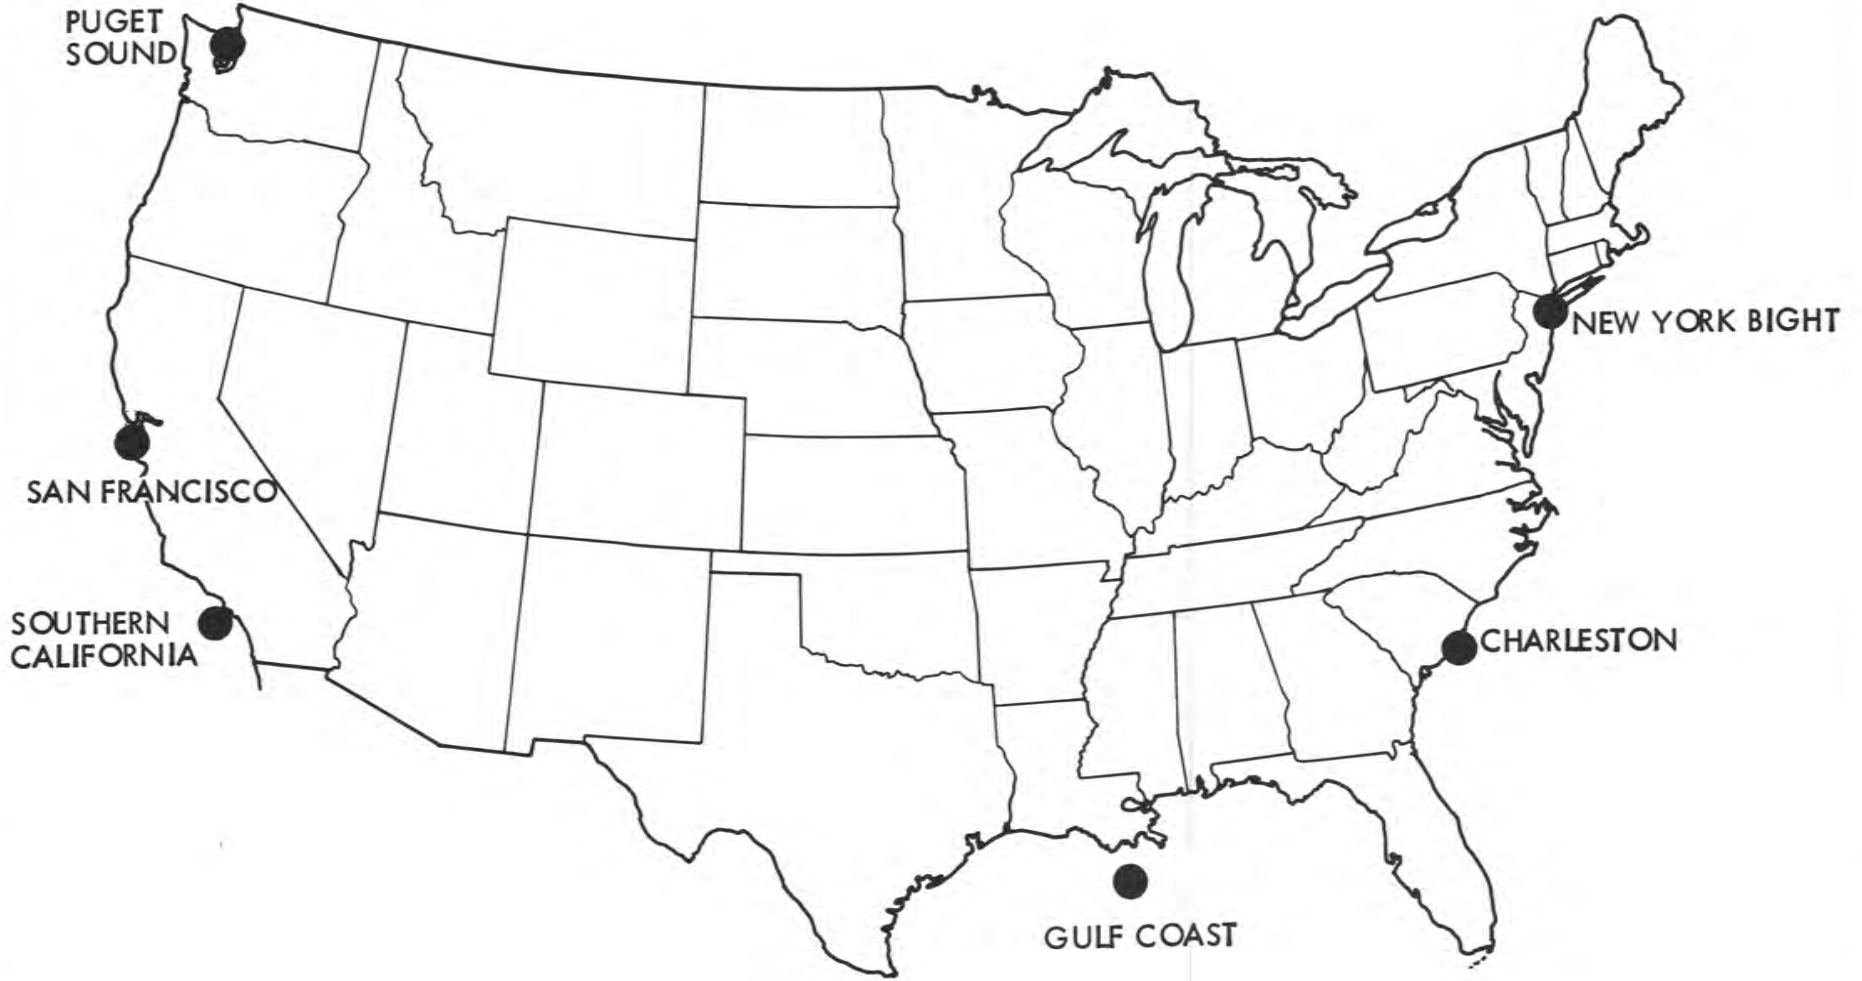 PUGET
SOUND
NEW YORK BIGHT
SAN FRANCISCO
SOUTHERN
CALIFORNIA
CHARLESTON
GULF COAST